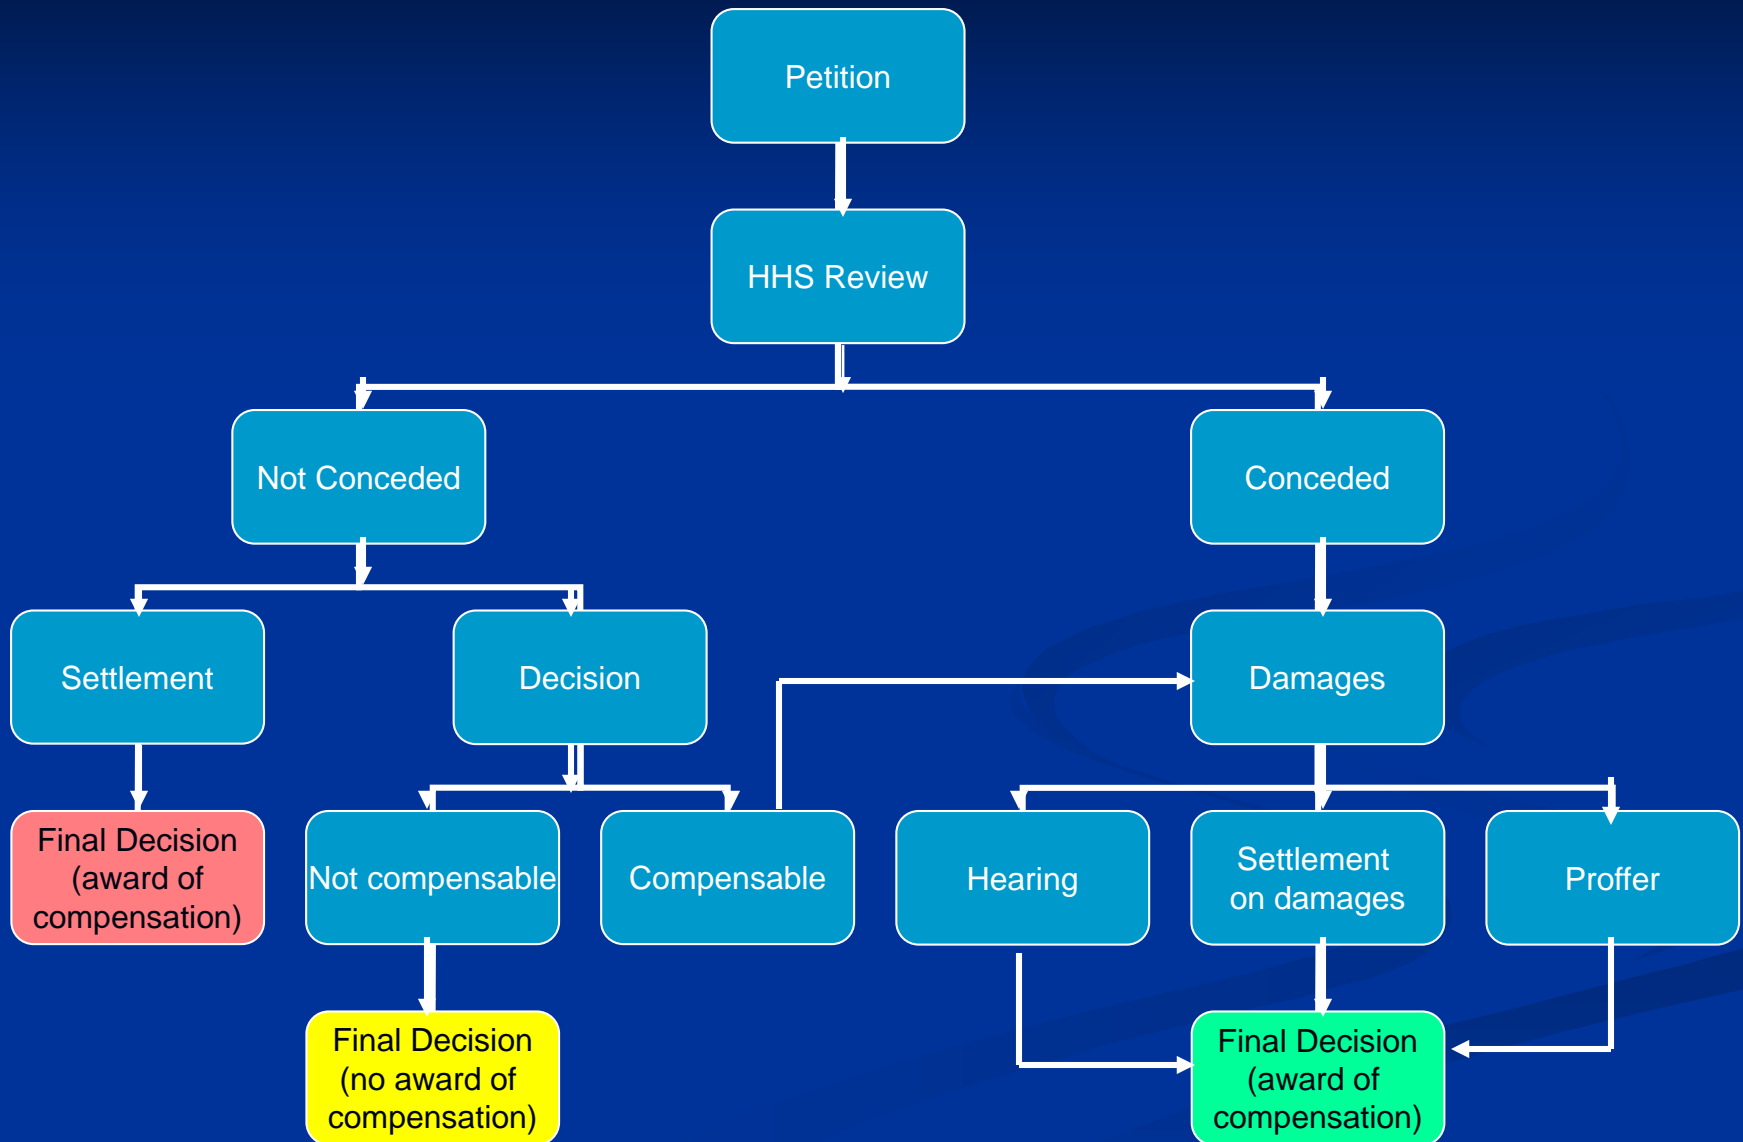 Petition
HHS Review
Not Conceded
Conceded
Settlement
Decision
Damages
Final Decision
(award of
compensation)
Not compensable
Compensable
Hearing
Settlement
on damages
Proffer
Final Decision
(no award of
compensation)
Final Decision
(award of
compensation)